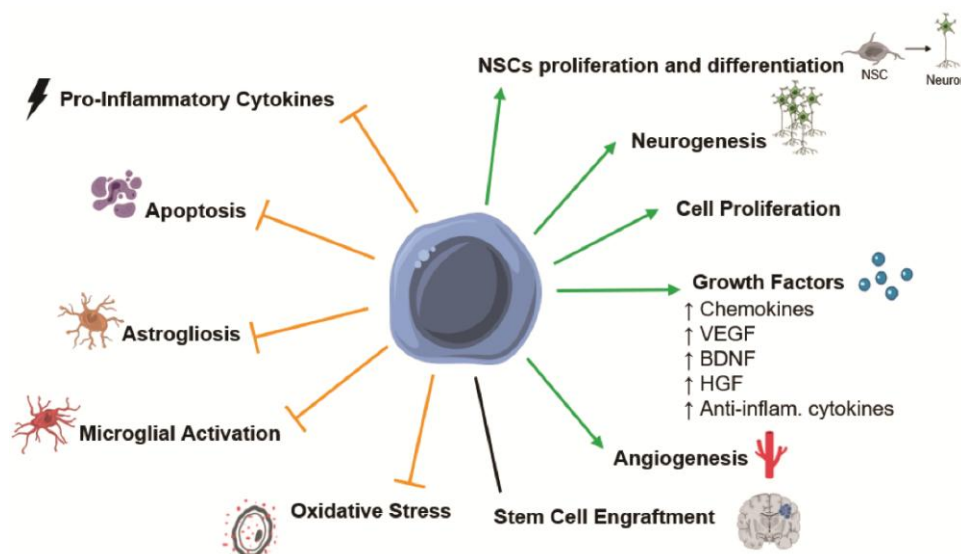 NSCs proliferation and differentiation
NSC
Neuron
Pro-Inflammatory Cytokines
Neurogenesis
Apoptosis
Cell Proliferation
Growth Factors
↑ Chemokines
↑ VEGF
↑ BDNF
↑ HGF
↑ Anti-inflam. cytokines
Astrogliosis
Microglial Activation
Angiogenesis
Oxidative Stress
Stem Cell Engraftment